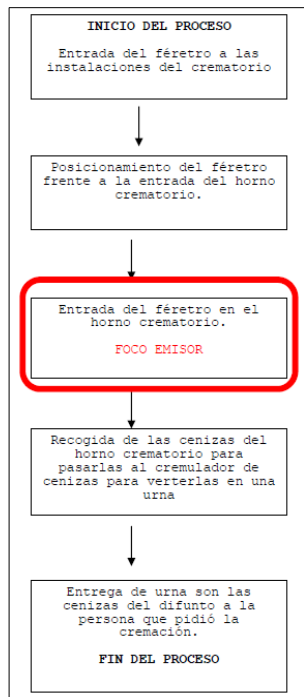 INICIO DEL PROCESO
Entrada del féretro a las
instalaciones del crematorio
Posicionamiento del féretro
frente a la entrada del horno
crematorio.
Entrada del féretro en el
horno crematorio.
FOCO EMISOR
Recogida de las cenizas del
horno crematorio para
pasarlas al cremulador de
cenizas para verterlas en una
urna
Entrega de urna son las
cenizas del difunto a la
persona que pidió la
cremación.
FIN DEL PROCESO